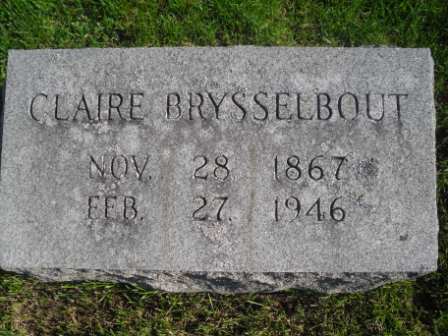 CLAIRE BRYSSELBOUT
NOV. 28 1867
FEB. 27. 1946